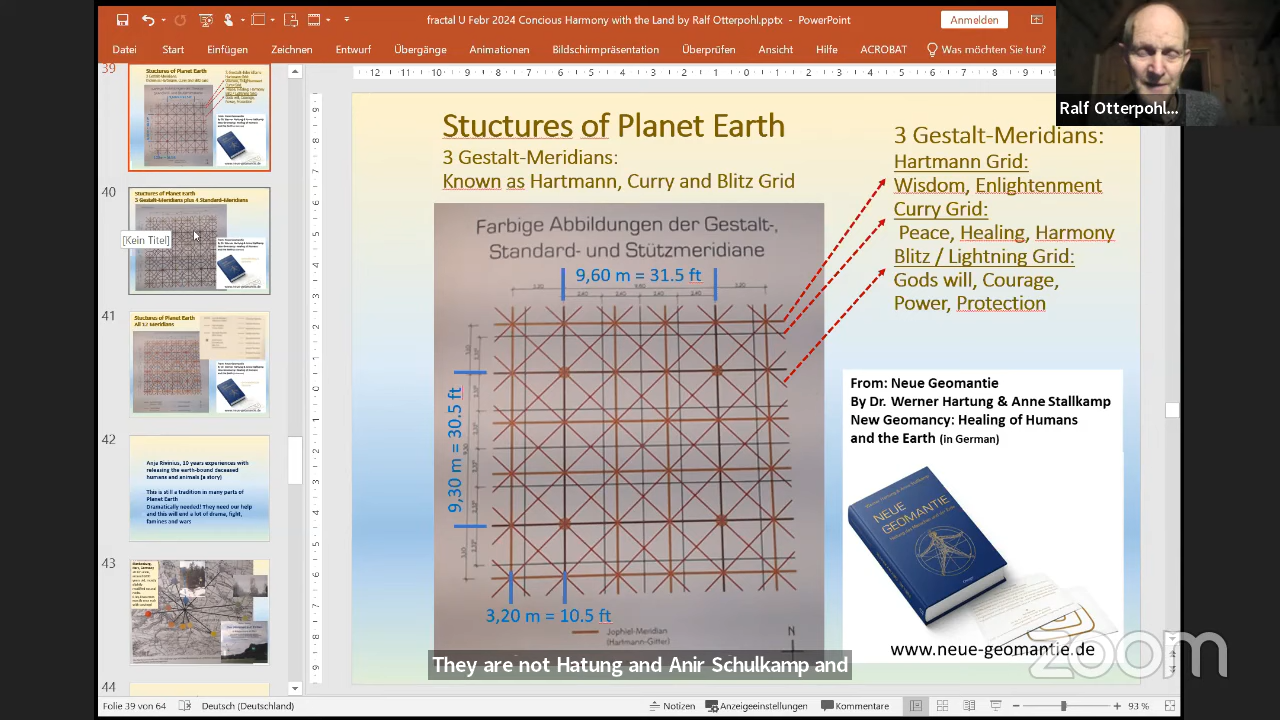 fractal U Febr 2024 Concious Harmony with the Land by Ralf Otterpohl.pptx - PowerPoint
Anmelden
Datei Start Einfügen Zeichnen Entwurf Übergänge Animationen Bildschirmpräsentation Überprüfen Ansicht Hilfe ACROBAT Was möchten Sie tun?
Ralf Otterpohl...
39
40
Stuctures of Planet Earth
3 Gestalt-Meridians plus 4 Standard-Meridians
[Kein Titel]
41
Stuctures of Planet Earth
All 12 Meridians
42
Anja Rivinius, 10 years experiences with
releasing the earth-bound deceased
humans and animals (a story)
This is still a tradition in many parts of
Planet Earth
Dramatically needed! They need our help
and this will end a lot of drama, fight,
famines and wars
43
44
Stuctures of Planet Earth
3 Gestalt-Meridians:
Known as Hartmann, Curry and Blitz Grid
3 Gestalt-Meridians:
Hartmann Grid:
Wisdom, Enlightenment
Curry Grid:
Peace, Healing, Harmony
Blitz / Lightning Grid:
Gods will, Courage,
Power, Protection
Farbige Abbildungen der Gestalt-,
Standard- und Stützmeridiane
9,60 m = 31.5 ft
9,30 m = 30.5 ft
3,20 m = 10.5 ft
Jophiel-Meridian
(Hartmann-Gitter)
N
From: Neue Geomantie
By Dr. Werner Hartung & Anne Stallkamp
New Geomancy: Healing of Humans
and the Earth (in German)
NEUE
GEOMANTIE
www.neue-geomantie.de
They are not Hatung and Anir Schulkamp and
zoom
Folie 39 von 64 Deutsch (Deutschland) Notizen Anzeigeeinstellungen Kommentare 93 %